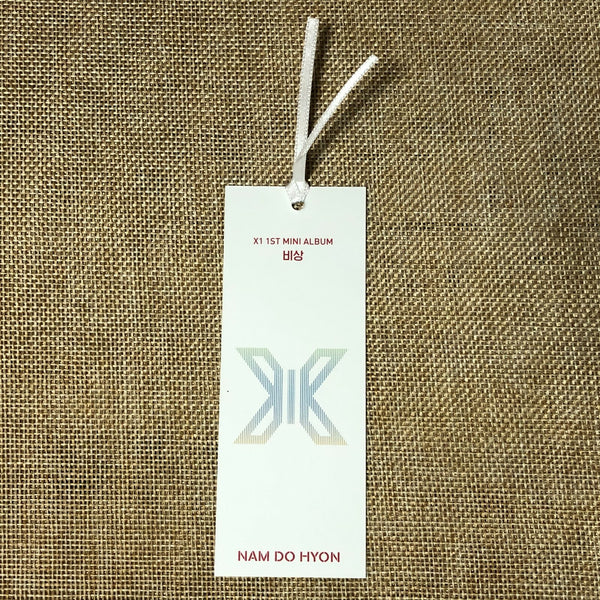 X1 1ST MINI ALBUM
비상
NAM DO HYON